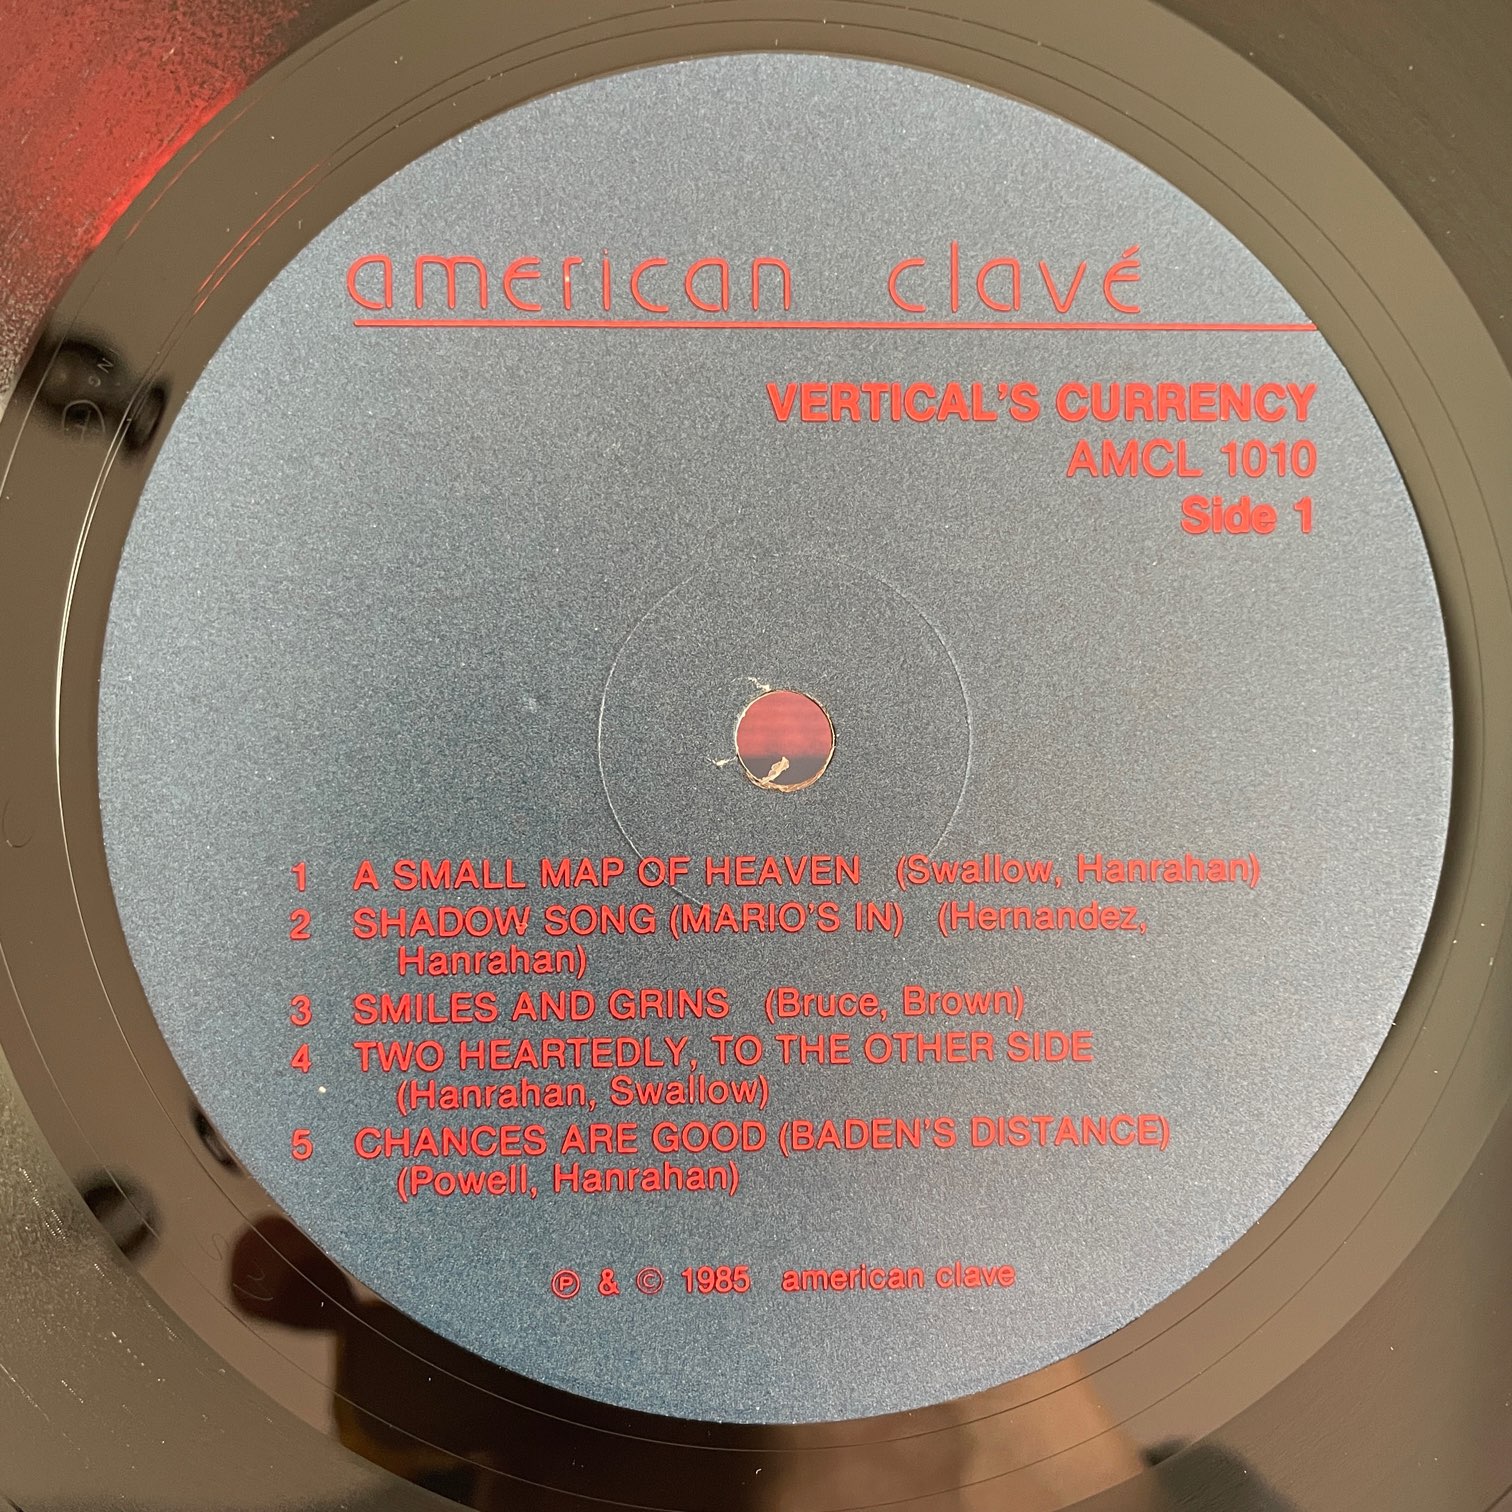 american clavé
VERTICAL'S CURRENCY
AMCL 1010
Side 1
1 A SMALL MAP OF HEAVEN (Swallow, Hanrahan)
2 SHADOW SONG (MARIO'S IN) (Hernandez,
Hanrahan)
3 SMILES AND GRINS (Bruce, Brown)
4 TWO HEARTEDLY, TO THE OTHER SIDE
(Hanrahan, Swallow)
5 CHANCES ARE GOOD (BADEN'S DISTANCE)
(Powell, Hanrahan)
℗ & © 1985 american clave